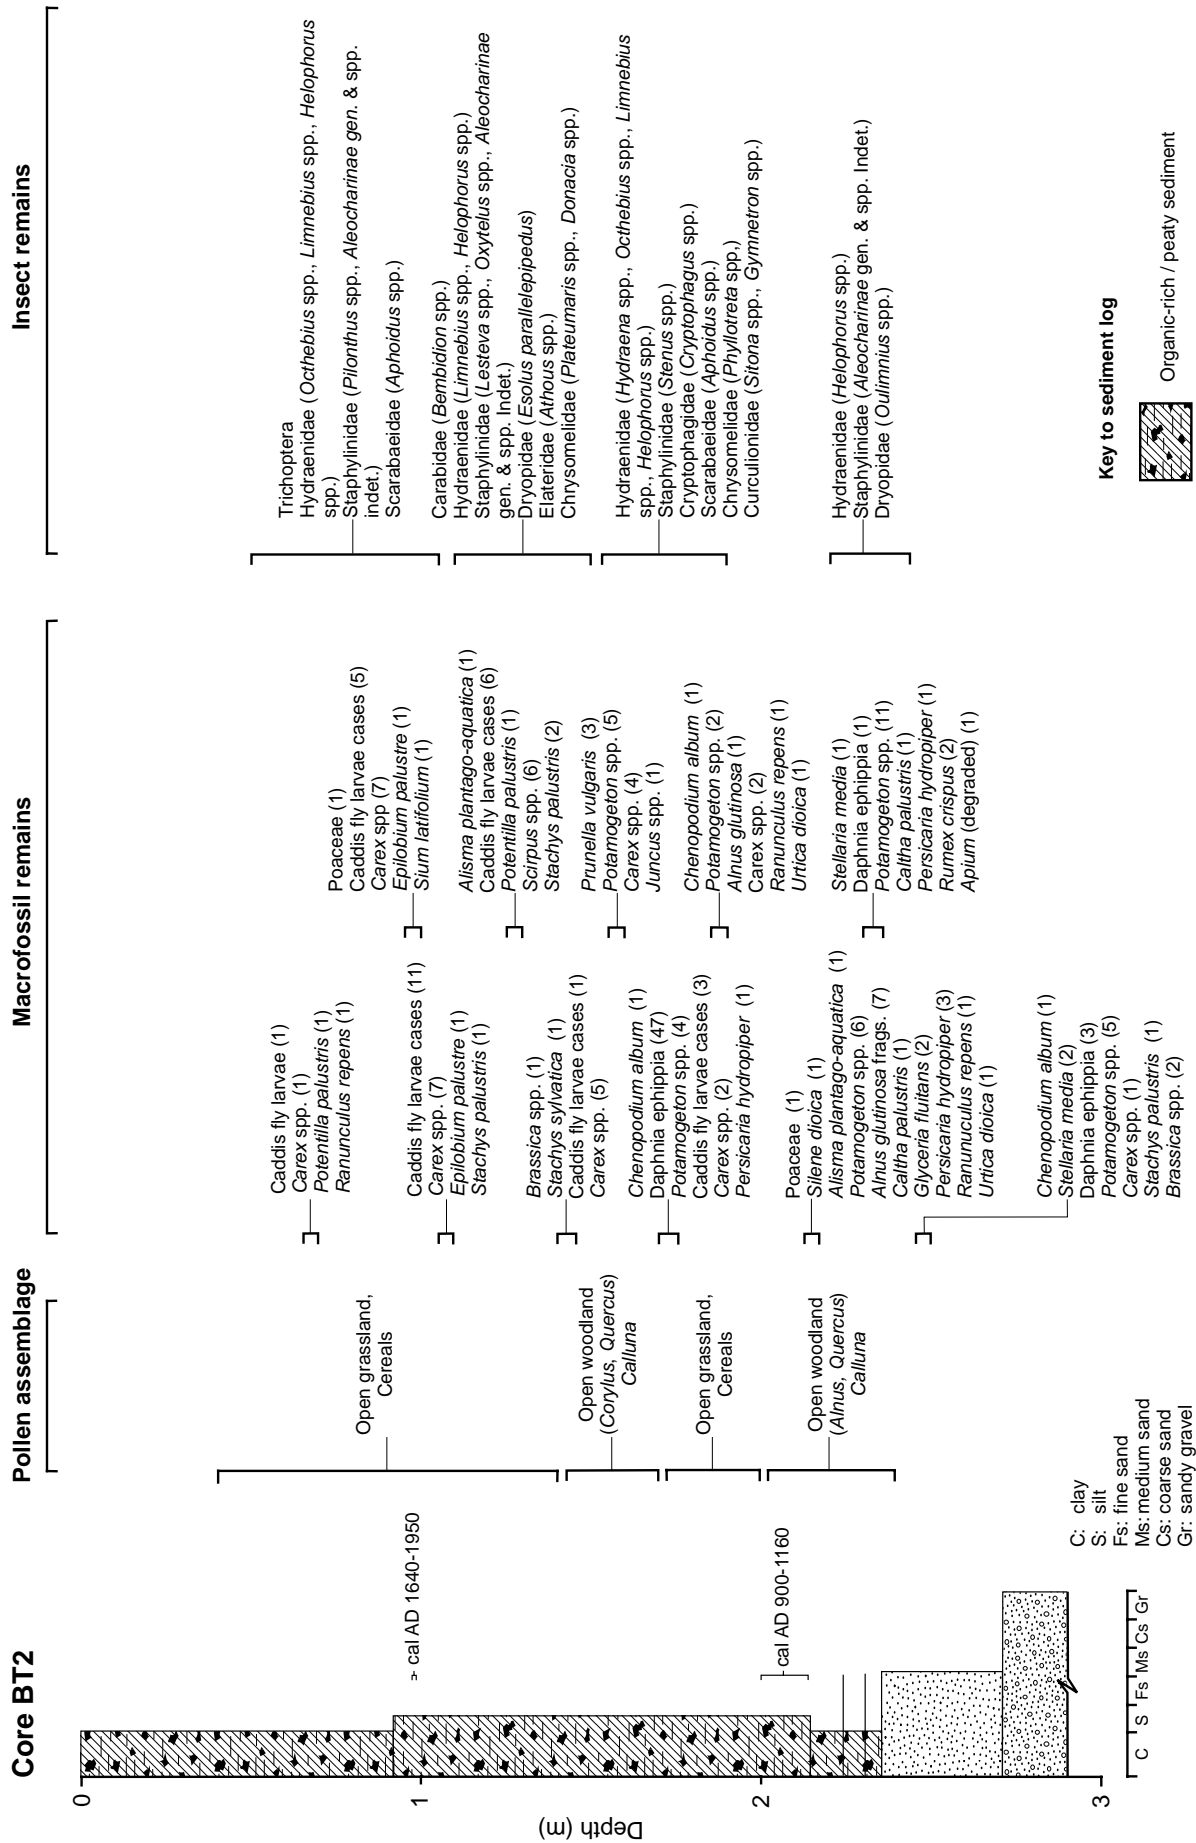 Core BT2
Pollen assemblage
Macrofossil remains
Insect remains
0
1
2
3
Depth (m)
cal AD 1640-1950
cal AD 900-1160
Open grassland,
Cereals
Open woodland
(Corylus, Quercus)
Calluna
Open grassland,
Cereals
Open woodland
(Alnus, Quercus)
Calluna
Caddis fly larvae (1)
Carex spp. (1)
Potentilla palustris (1)
Ranunculus repens (1)
Caddis fly larvae cases (11)
Carex spp. (7)
Epilobium palustre (1)
Stachys palustris (1)
Brassica spp. (1)
Stachys sylvatica (1)
Caddis fly larvae cases (1)
Carex spp. (5)
Chenopodium album (1)
Daphnia ephippia (47)
Potamogeton spp. (4)
Caddis fly larvae cases (3)
Carex spp. (2)
Persicaria hydropiper (1)
Poaceae (1)
Silene dioica (1)
Alisma plantago-aquatica (1)
Potamogeton spp. (6)
Alnus glutinosa frags. (7)
Caltha palustris (1)
Glyceria fluitans (2)
Persicaria hydropiper (3)
Ranunuculus repens (1)
Urtica dioica (1)
Chenopodium album (1)
Stellaria media (2)
Daphnia ephippia (3)
Potamogeton spp. (5)
Carex spp. (1)
Stachys palustris (1)
Brassica spp. (2)
Poaceae (1)
Caddis fly larvae cases (5)
Carex spp (7)
Epilobium palustre (1)
Sium latifolium (1)
Alisma plantago-aquatica (1)
Caddis fly larvae cases (6)
Potentilla palustris (1)
Scirpus spp. (6)
Stachys palustris (2)
Prunella vulgaris (3)
Potamogeton spp. (5)
Carex spp. (4)
Juncus spp. (1)
Chenopodium album (1)
Potamogeton spp. (2)
Alnus glutinosa (1)
Carex spp. (2)
Ranunculus repens (1)
Urtica dioica (1)
Stellaria media (1)
Daphnia ephippia (1)
Potamogeton spp. (11)
Caltha palustris (1)
Persicaria hydropiper (1)
Rumex crispus (2)
Apium (degraded) (1)
Trichoptera
Hydraenidae (Octhebius spp., Limnebius spp., Helophorus
spp.)
Staphylinidae (Pilonthus spp., Aleocharinae gen. & spp.
indet.)
Scarabaeidae (Aphoidus spp.)
Carabidae (Bembidion spp.)
Hydraenidae (Limnebius spp., Helophorus spp.)
Staphylinidae (Lesteva spp., Oxytelus spp., Aleocharinae
gen. & spp. Indet.)
Dryopidae (Esolus parallelepipedus)
Elateridae (Athous spp.)
Chrysomelidae (Plateumaris spp., Donacia spp.)
Hydraenidae (Hydraena spp., Octhebius spp., Limnebius
spp., Helophorus spp.)
Staphylinidae (Stenus spp.)
Cryptophagidae (Cryptophagus spp.)
Scarabaeidae (Aphoidus spp.)
Chrysomelidae (Phyllotreta spp,)
Curculionidae (Sitona spp., Gymnetron spp.)
Hydraenidae (Helophorus spp.)
Staphylinidae (Aleocharinae gen. & spp. Indet.)
Dryopidae (Oulimnius spp.)
C S Fs Ms Cs Gr
C: clay
S: silt
Fs: fine sand
Ms: medium sand
Cs: coarse sand
Gr: sandy gravel
Key to sediment log
Organic-rich / peaty sediment